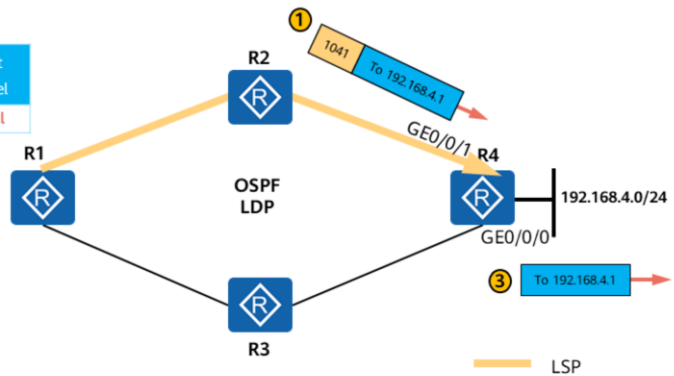 1
1041 To 192.168.4.1
R2
GE0/0/1
R1
R4
OSPF
LDP
192.168.4.0/24
GE0/0/0
3
To 192.168.4.1
R3
LSP